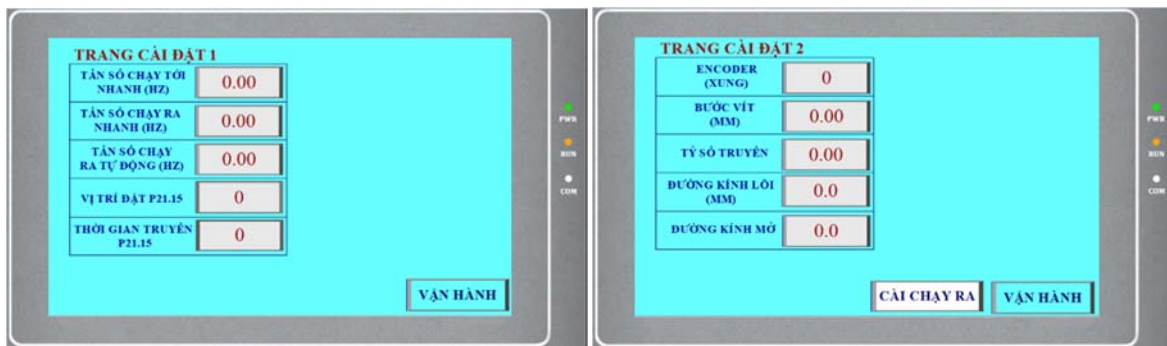 TRANG CÀI ĐẶT 1
TẦN SỐ CHẠY TỚI
NHANH (HZ)
0.00
TẦN SỐ CHẠY RA
NHANH (HZ)
0.00
TẦN SỐ CHẠY
RA TỰ ĐỘNG (HZ)
0.00
VỊ TRÍ ĐẶT P21.15
0
THỜI GIAN TRUYỀN
P21.15
0
VẬN HÀNH
PWR
RUN
COM
TRANG CÀI ĐẶT 2
ENCODER
(XUNG)
0
BƯỚC VÍT
(MM)
0.00
TỶ SỐ TRUYỀN
0.00
ĐƯỜNG KÍNH LÕI
(MM)
0.0
ĐƯỜNG KÍNH MỞ
0.0
CÀI CHẠY RA
VẬN HÀNH
PWR
RUN
COM